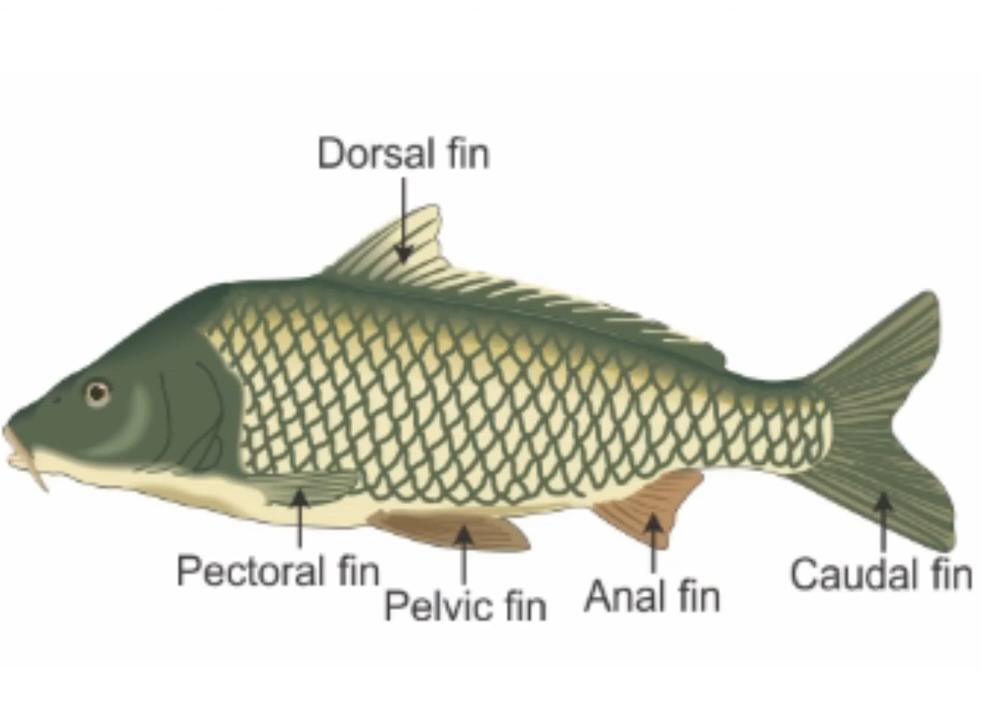 Dorsal fin
Pectoral fin
Pelvic fin
Anal fin
Caudal fin